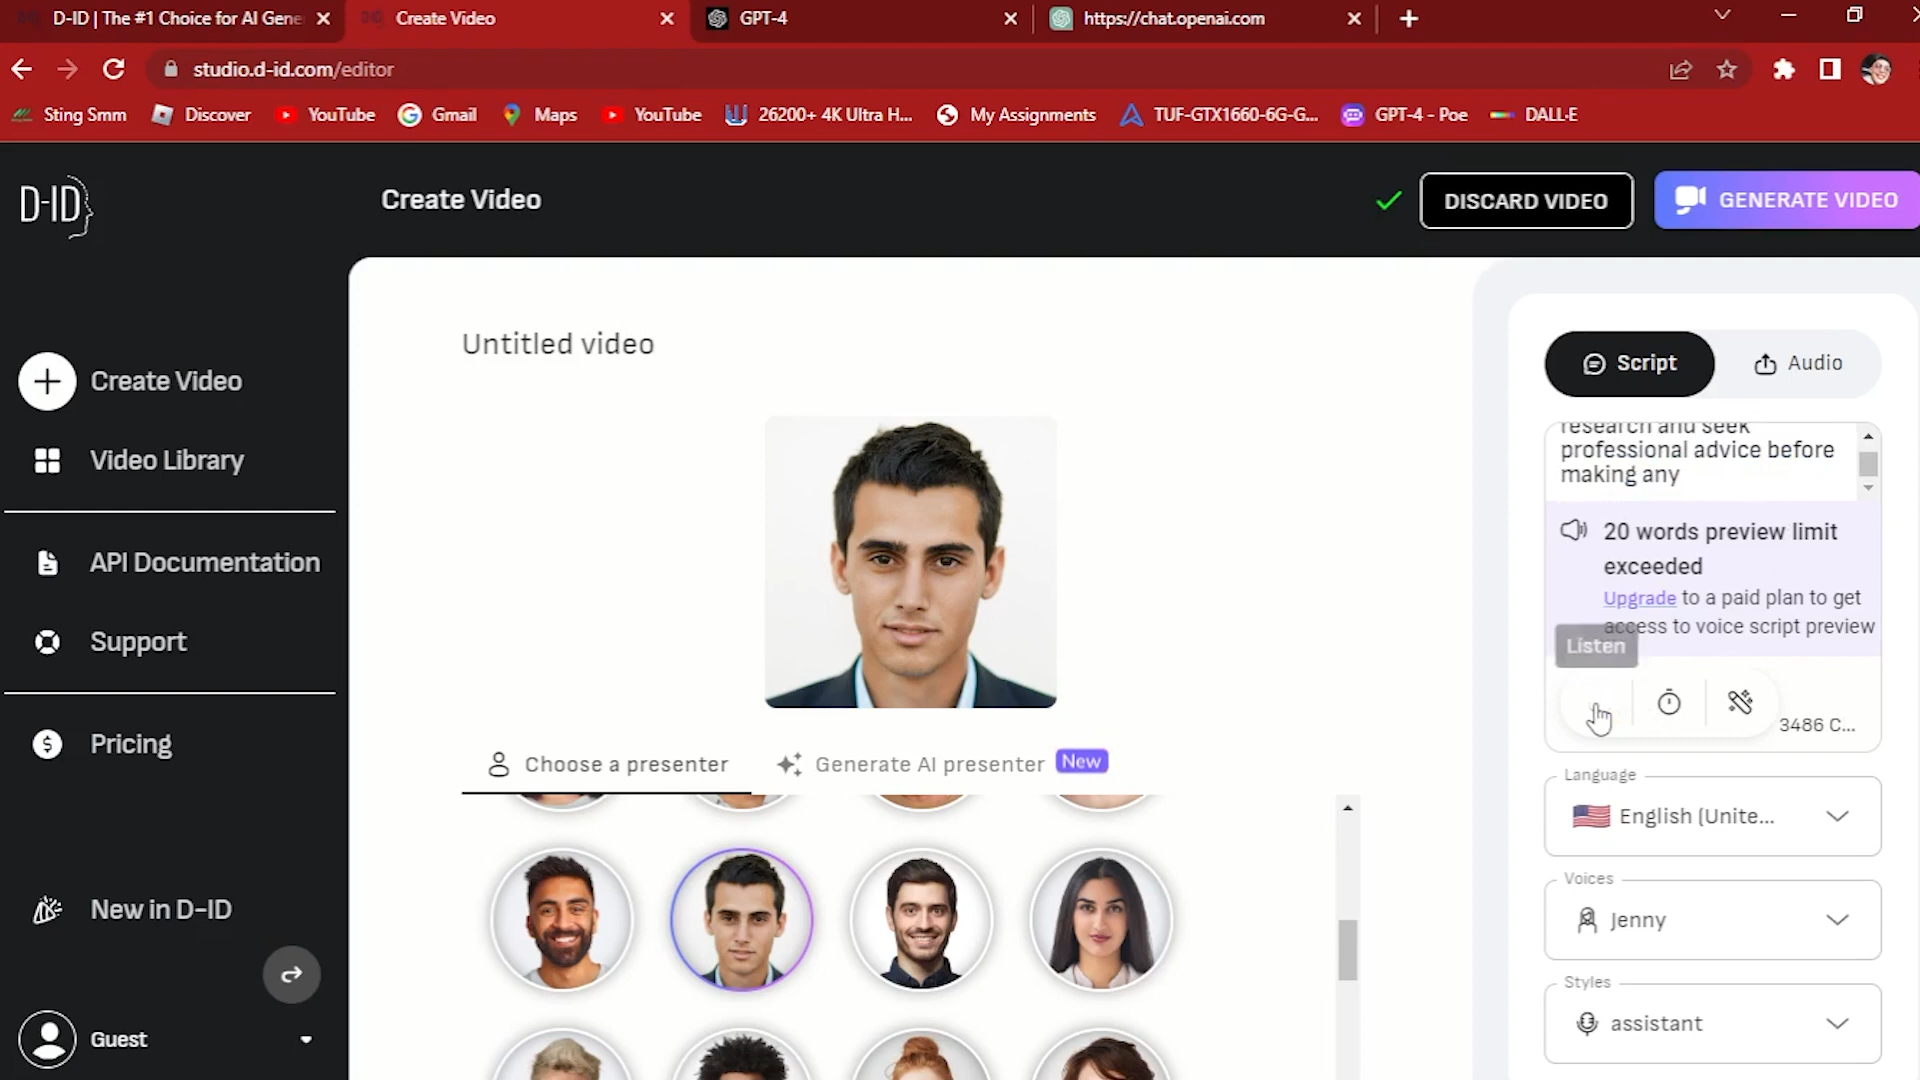 D-ID | The #1 Choice for AI Gene
Create Video
GPT-4
https://chat.openai.com
studio.d-id.com/editor
Sting Smm
Discover
YouTube
Gmail
Maps
YouTube
26200+ 4K Ultra H...
My Assignments
TUF-GTX1660-6G-G...
GPT-4 - Poe
DALL·E
D-ID
Create Video
DISCARD VIDEO
GENERATE VIDEO
Create Video
Video Library
API Documentation
Support
Pricing
New in D-ID
Guest
Untitled video
Choose a presenter
Generate AI presenter
New
Script
Audio
research and seek
professional advice before
making any
20 words preview limit
exceeded
Upgrade to a paid plan to get
access to voice script preview
Listen
3486 C...
Language
English (Unite...
Voices
Jenny
Styles
assistant